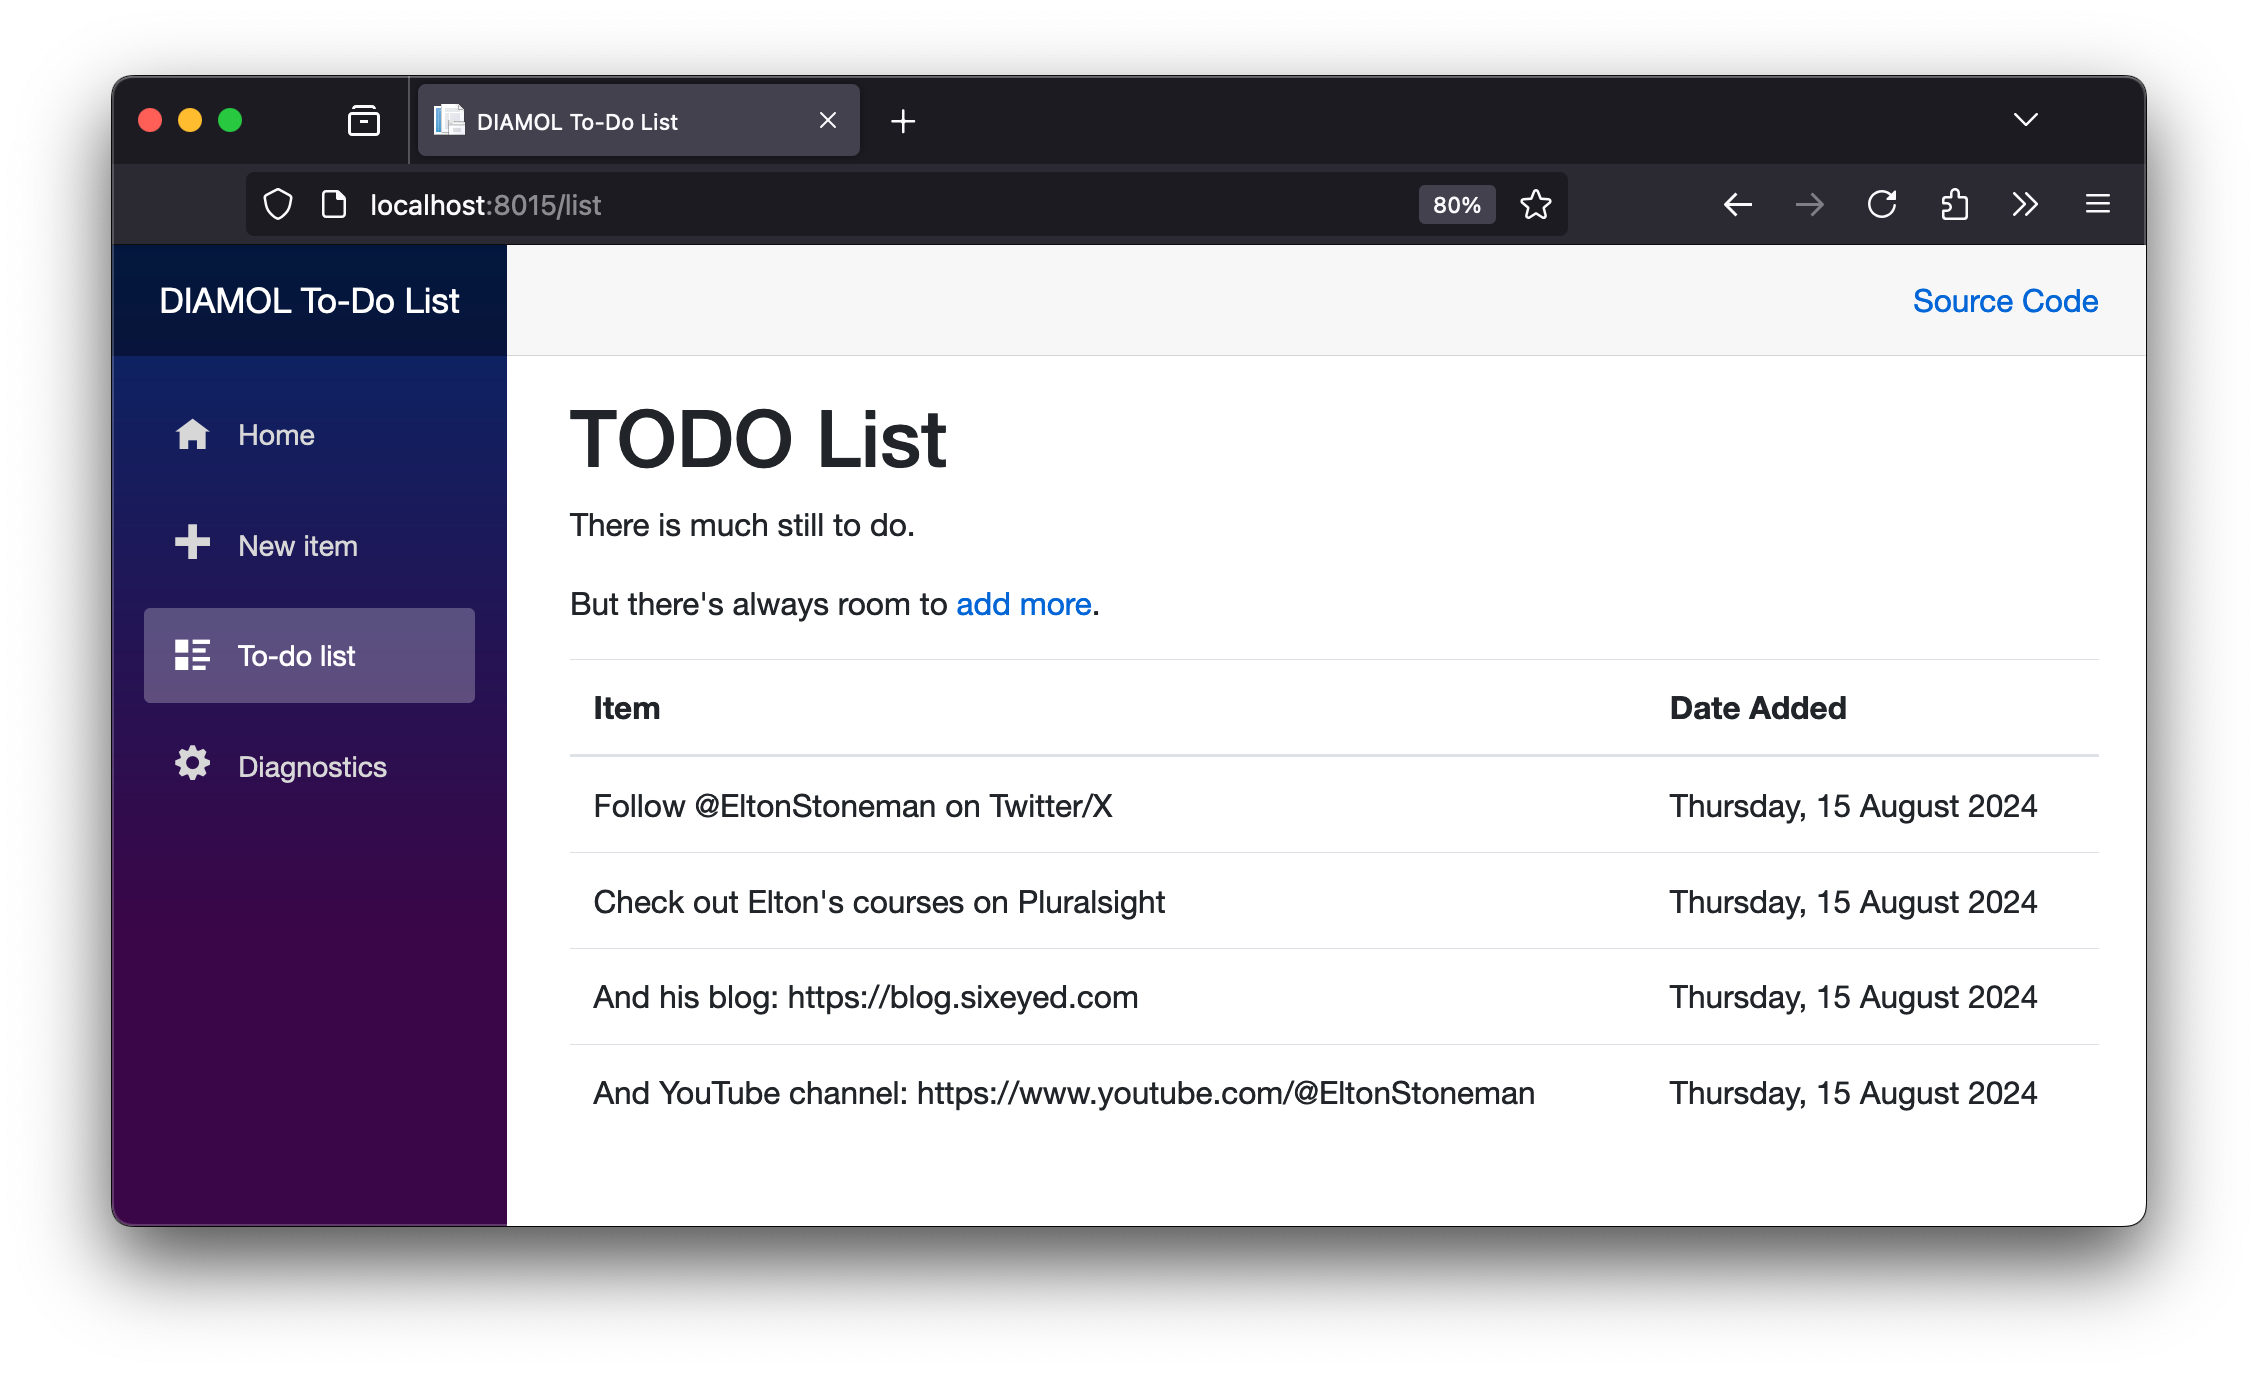 DIAMOL To-Do List
localhost:8015/list
80%
DIAMOL To-Do List
Source Code
Home
New item
To-do list
Diagnostics
TODO List
There is much still to do.
But there's always room to add more.
Item Date Added
Follow @EltonStoneman on Twitter/X Thursday, 15 August 2024
Check out Elton's courses on Pluralsight Thursday, 15 August 2024
And his blog: https://blog.sixeyed.com Thursday, 15 August 2024
And YouTube channel: https://www.youtube.com/@EltonStoneman Thursday, 15 August 2024